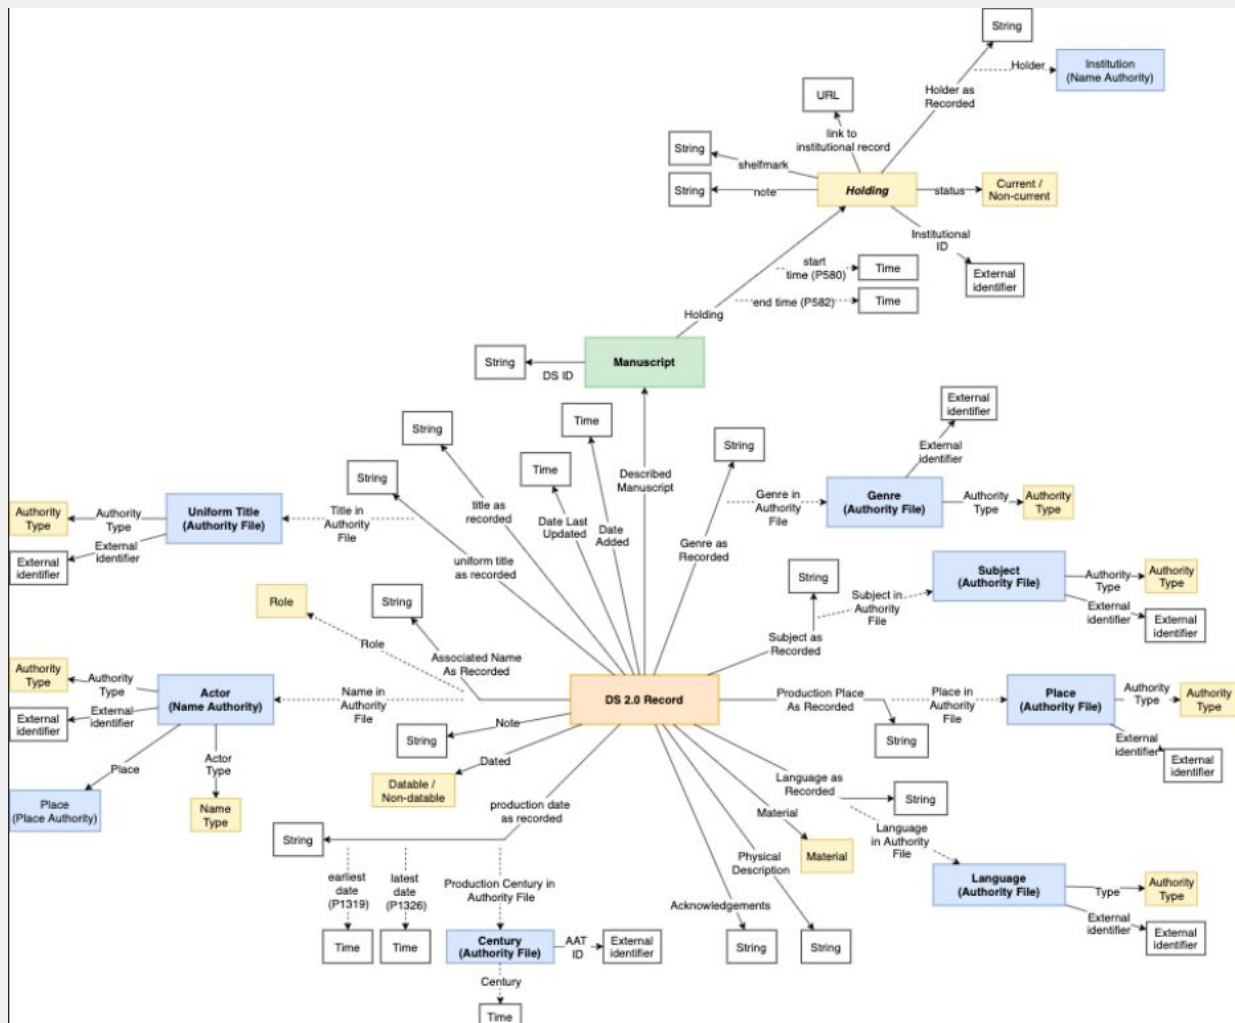 String
Holder
Institution
(Name Authority)
URL
Holder as
Recorded
link to
institutional record
String
shelfmark
String
note
Holding
status
Current /
Non-current
Institutional
ID
External
identifier
start
time (P580)
Time
end time (P582)
Time
Holding
String
DS ID
Manuscript
External
identifier
String
Time
String
External
identifier
String
Time
Described
Manuscript
Genre in
Authority
File
Genre
(Authority File)
Authority
Type
Authority
Type
Authority
Type
Authority
Type
External
identifier
External
identifier
Uniform Title
(Authority File)
Title in
Authority
File
title as
recorded
uniform title
as recorded
Date Last
Updated
Date
Added
Genre as
Recorded
String
Subject in
Authority
File
Subject as
Recorded
Subject
(Authority File)
Authority
Type
Authority
Type
External
identifier
External
identifier
Role
String
Role
Associated Name
As Recorded
Authority
Type
Authority
Type
External
identifier
External
identifier
Actor
(Name Authority)
Name in
Authority
File
DS 2.0 Record
Production Place
As Recorded
Place in
Authority
File
Place
(Authority File)
Authority
Type
Authority
Type
External
identifier
External
identifier
String
String
Note
Dated
Datable /
Non-datable
Place
Actor
Type
Place
(Place Authority)
Name
Type
production date
as recorded
String
Language as
Recorded
String
Material
Material
Language
in Authority
File
Physical
Description
Acknowledgements
String
String
Language
(Authority File)
Type
Authority
Type
External
identifier
External
identifier
earliest
date
(P1319)
latest
date
(P1326)
Production Century in
Authority File
Time
Time
Century
(Authority File)
AAT
ID
External
identifier
Century
Time